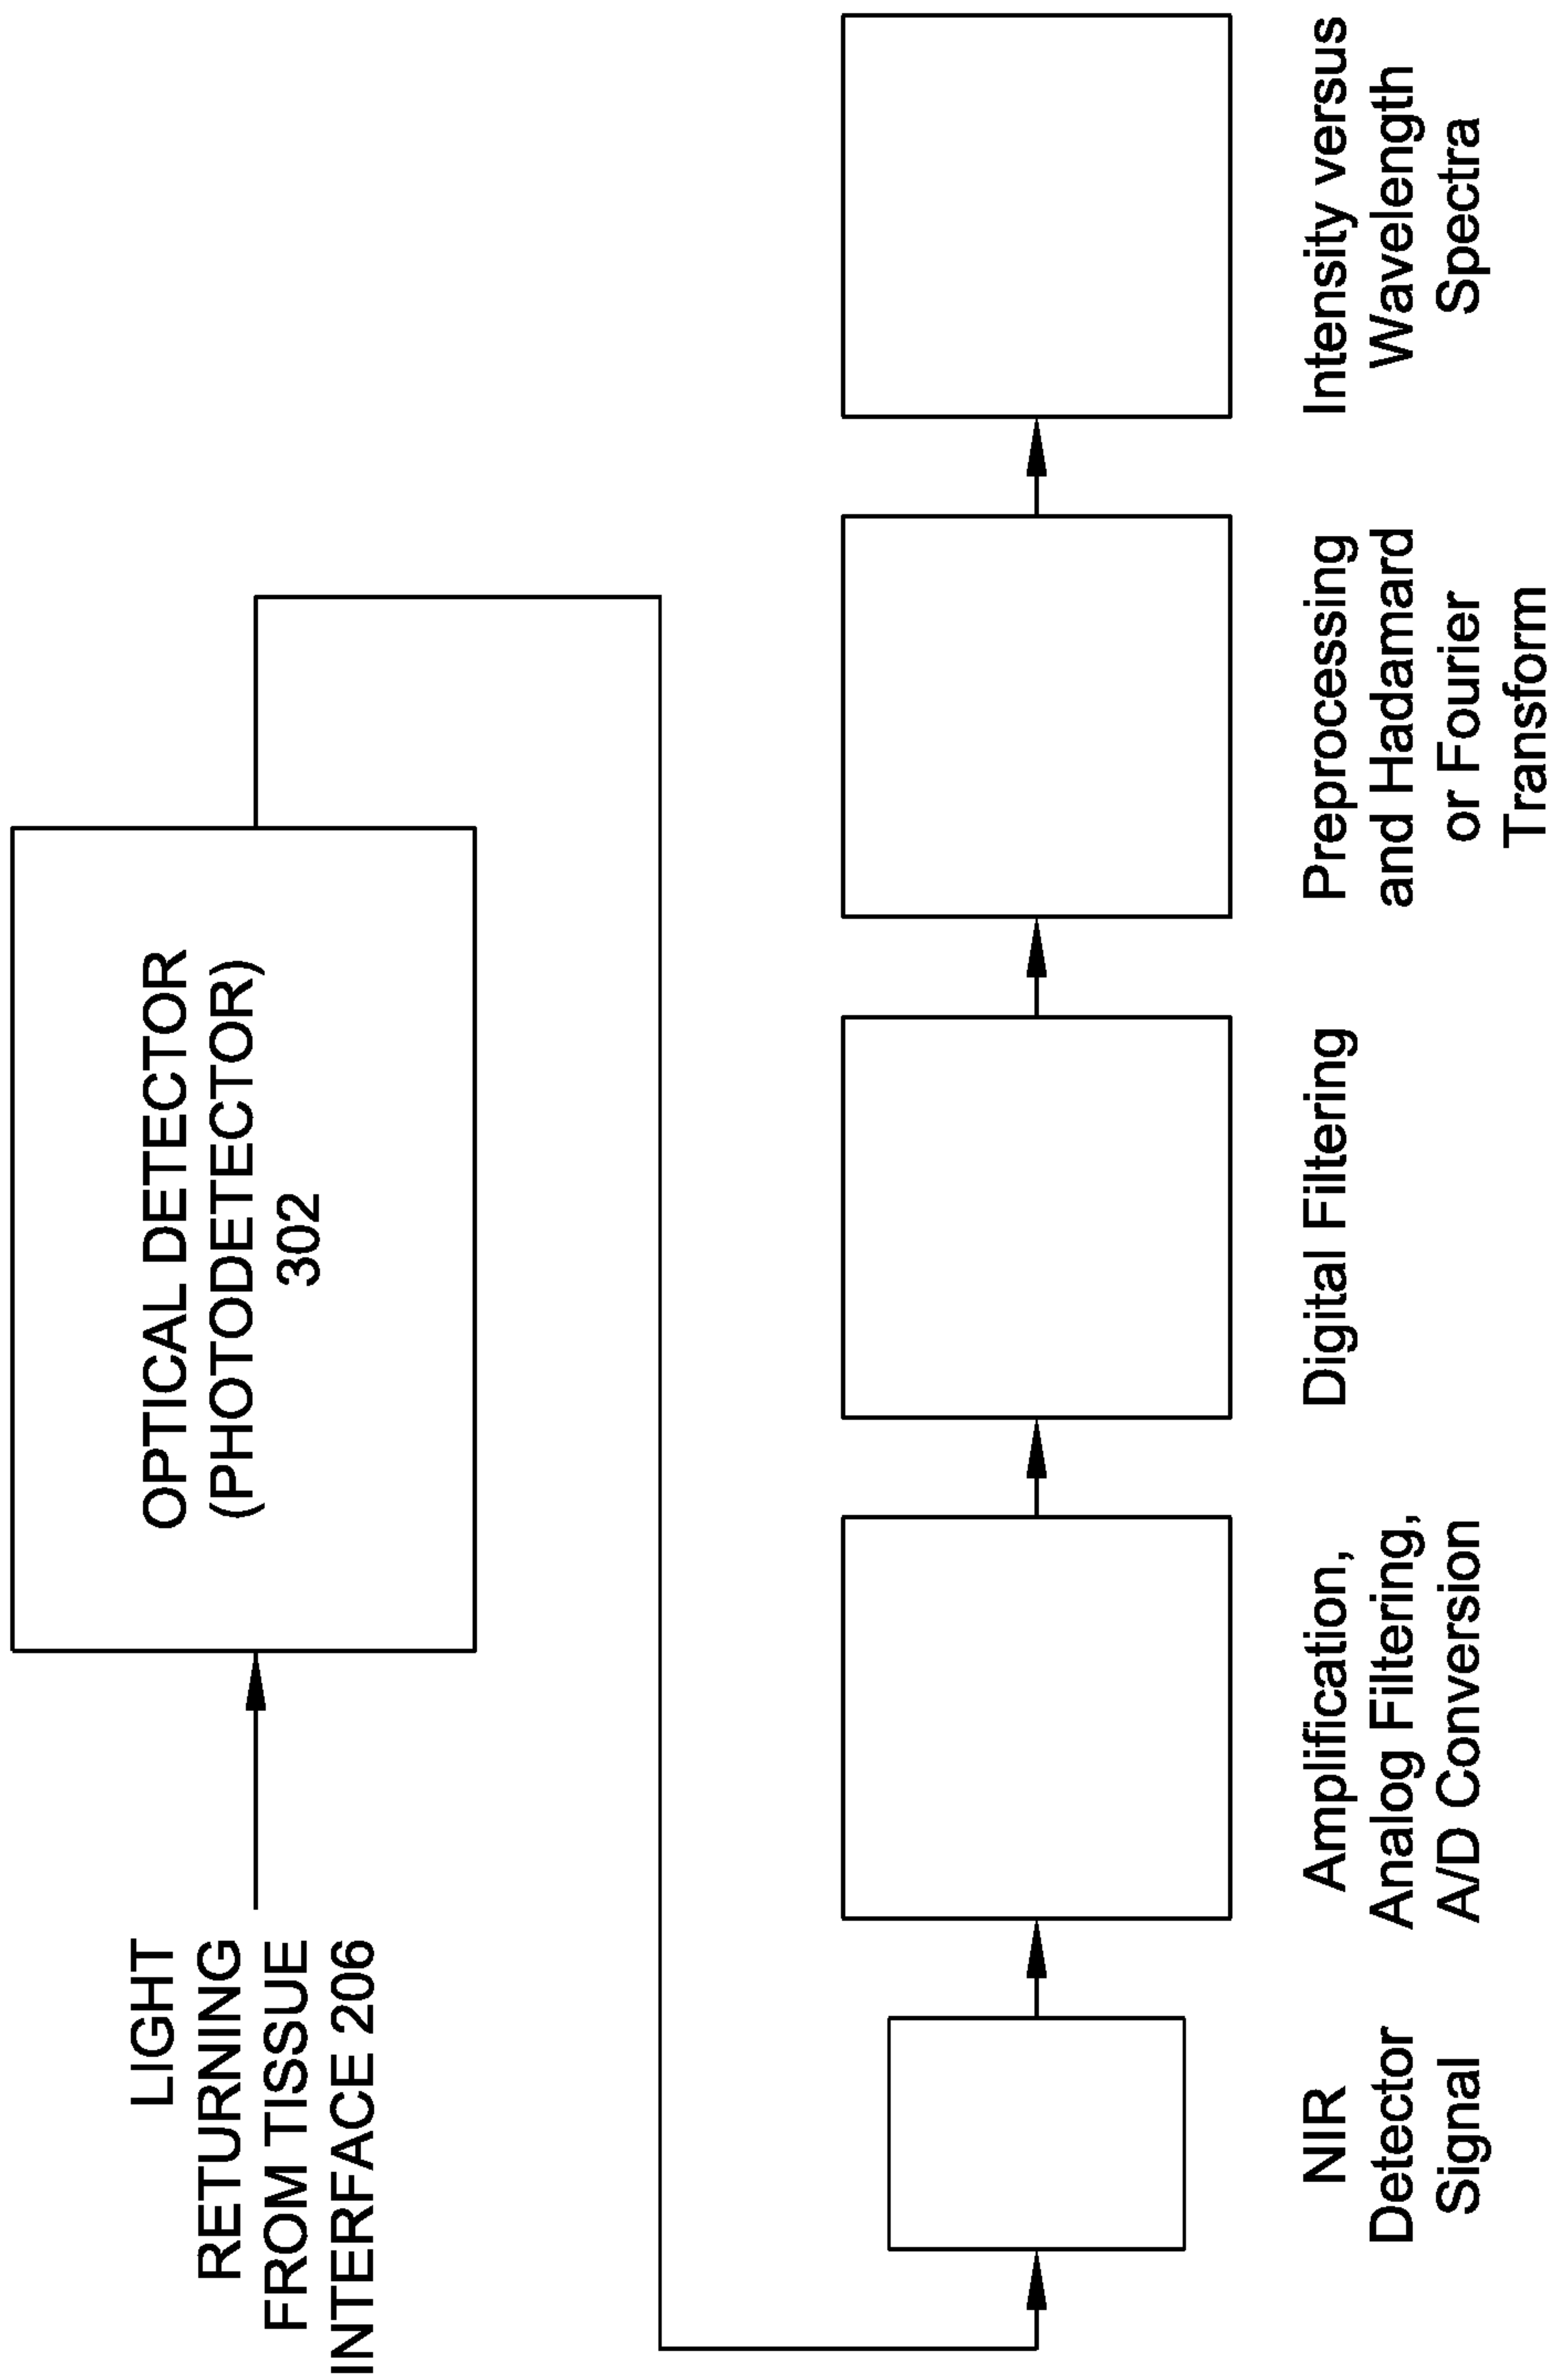 LIGHT
RETURNING
FROM TISSUE
INTERFACE 206
OPTICAL DETECTOR
(PHOTODETECTOR)
302
NIR
Detector
Signal
Amplification,
Analog Filtering,
A/D Conversion
Digital Filtering
Preprocessing
and Hadamard
or Fourier
Transform
Intensity versus
Wavelength
Spectra